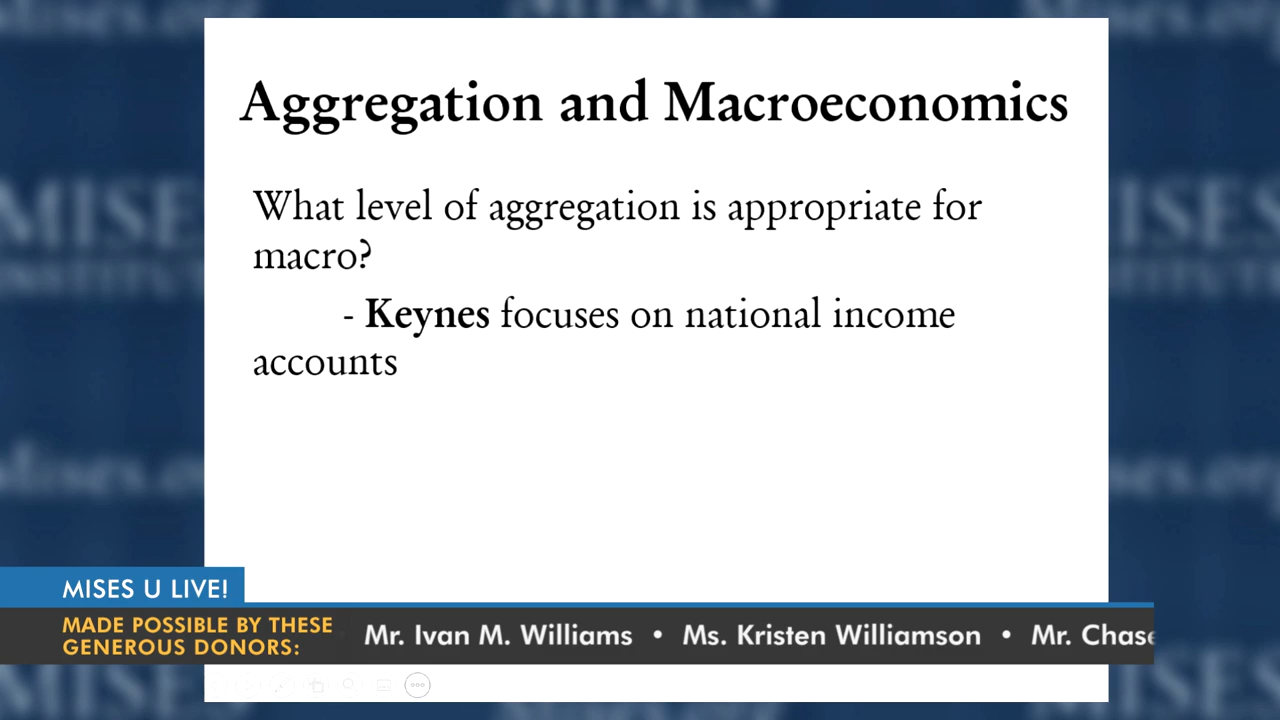 Aggregation and Macroeconomics
What level of aggregation is appropriate for
macro?
- Keynes focuses on national income
accounts
MISES U LIVE!
MADE POSSIBLE BY THESE
GENEROUS DONORS:
Mr. Ivan M. Williams • Ms. Kristen Williamson • Mr. Chase